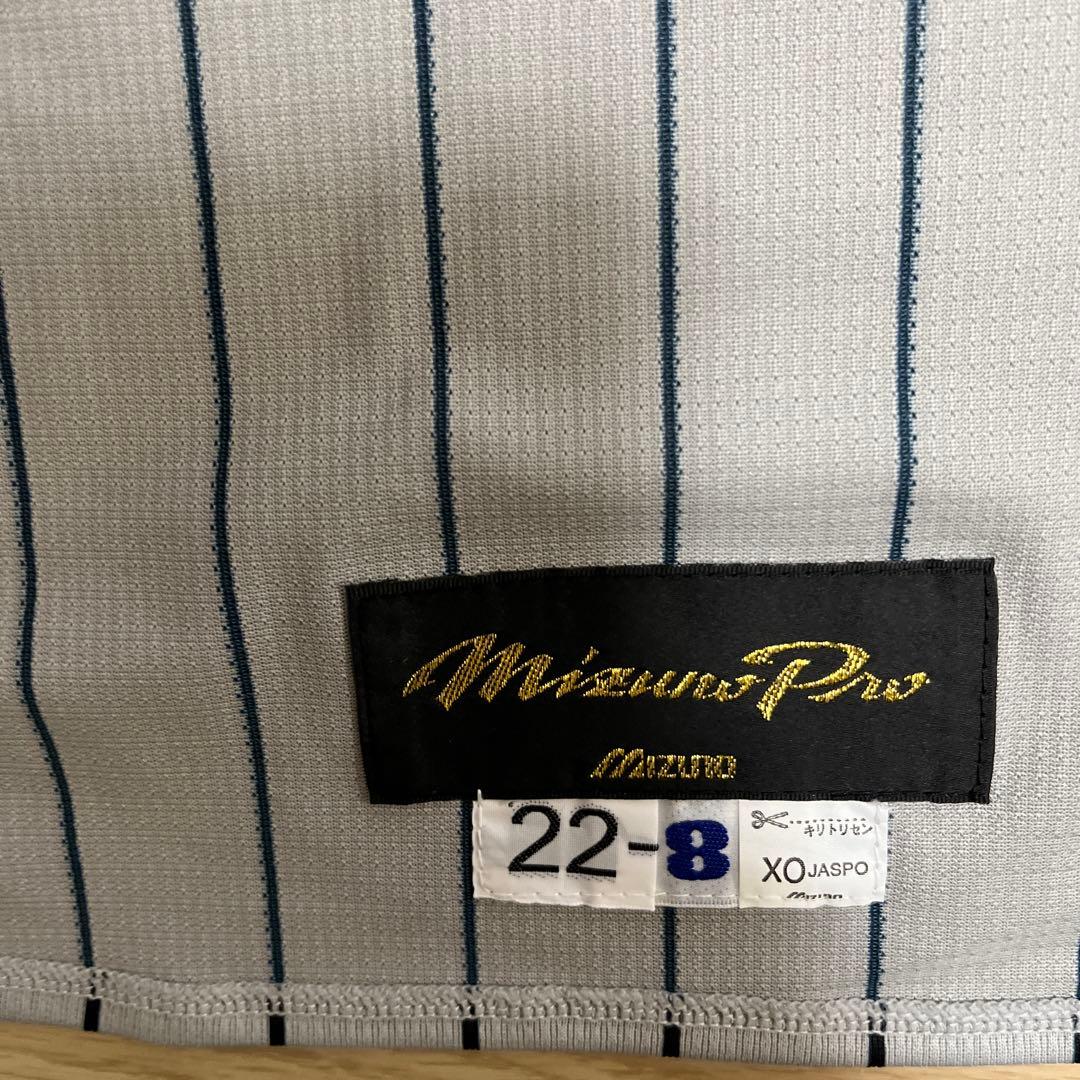 Mizuno Pro
MIZUNO
22-8
キリトリセン
XO JASPO
MIZUNO